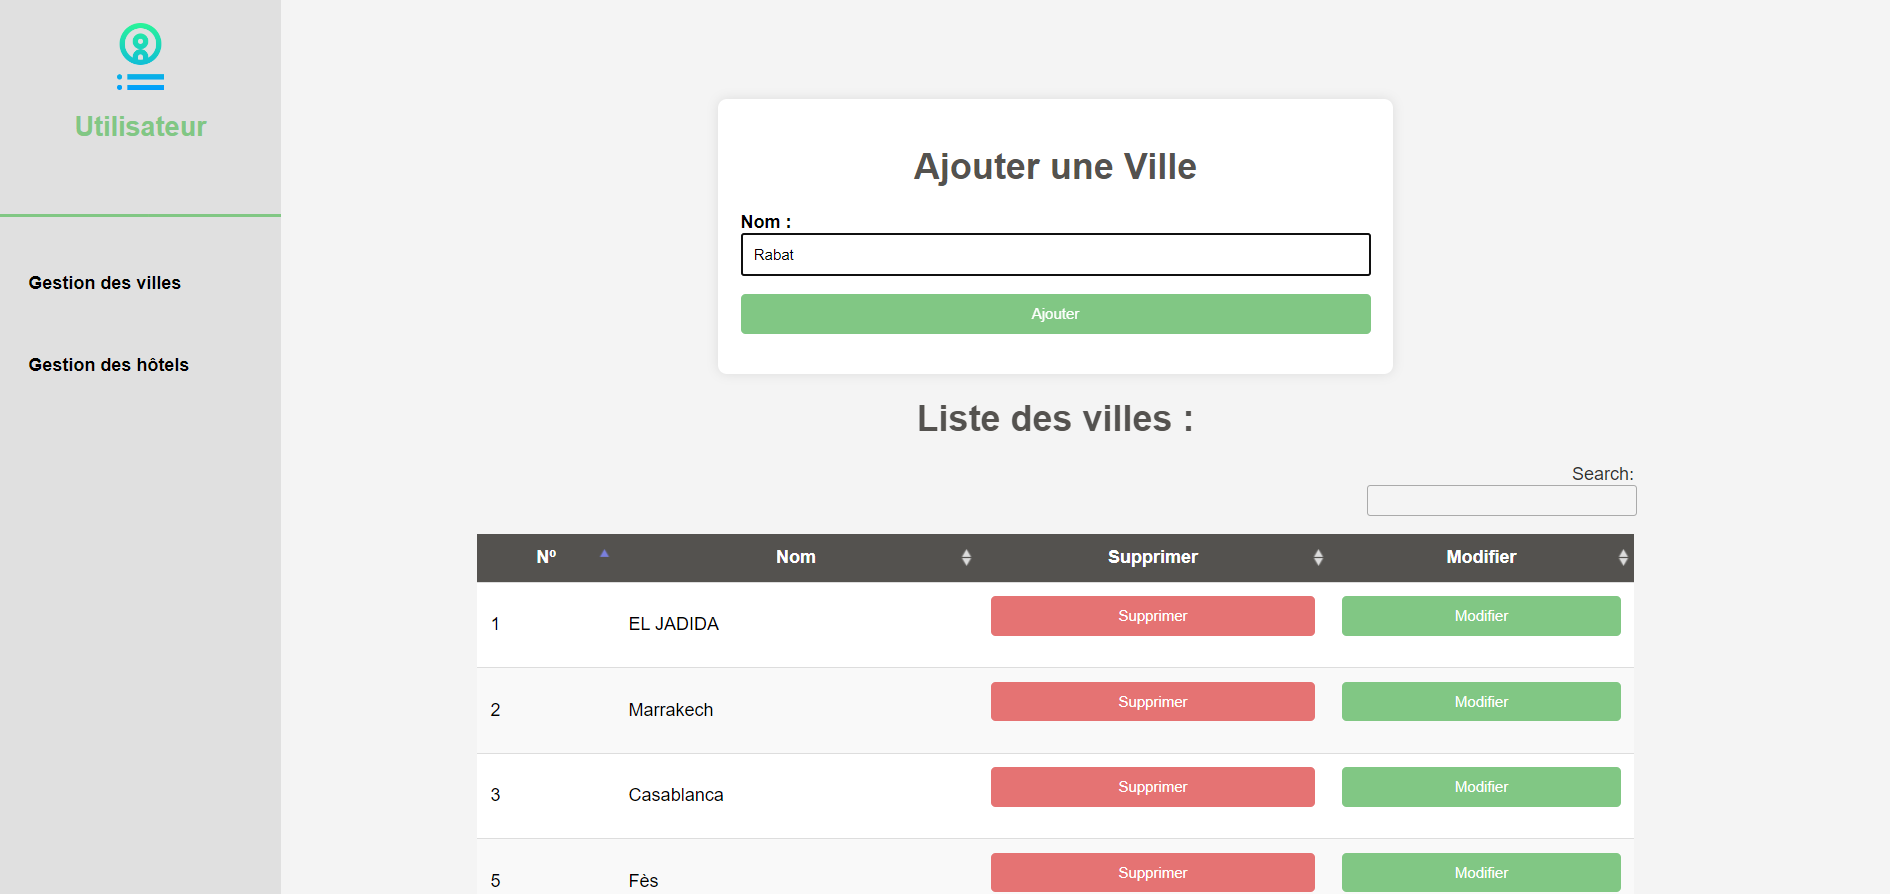 Utilisateur
Gestion des villes
Gestion des hôtels
Ajouter une Ville
Nom :
Rabat
Ajouter
Liste des villes :
Search:
Nº Nom Supprimer Modifier
1 EL JADIDA Supprimer Modifier
2 Marrakech Supprimer Modifier
3 Casablanca Supprimer Modifier
5 Fès Supprimer Modifier